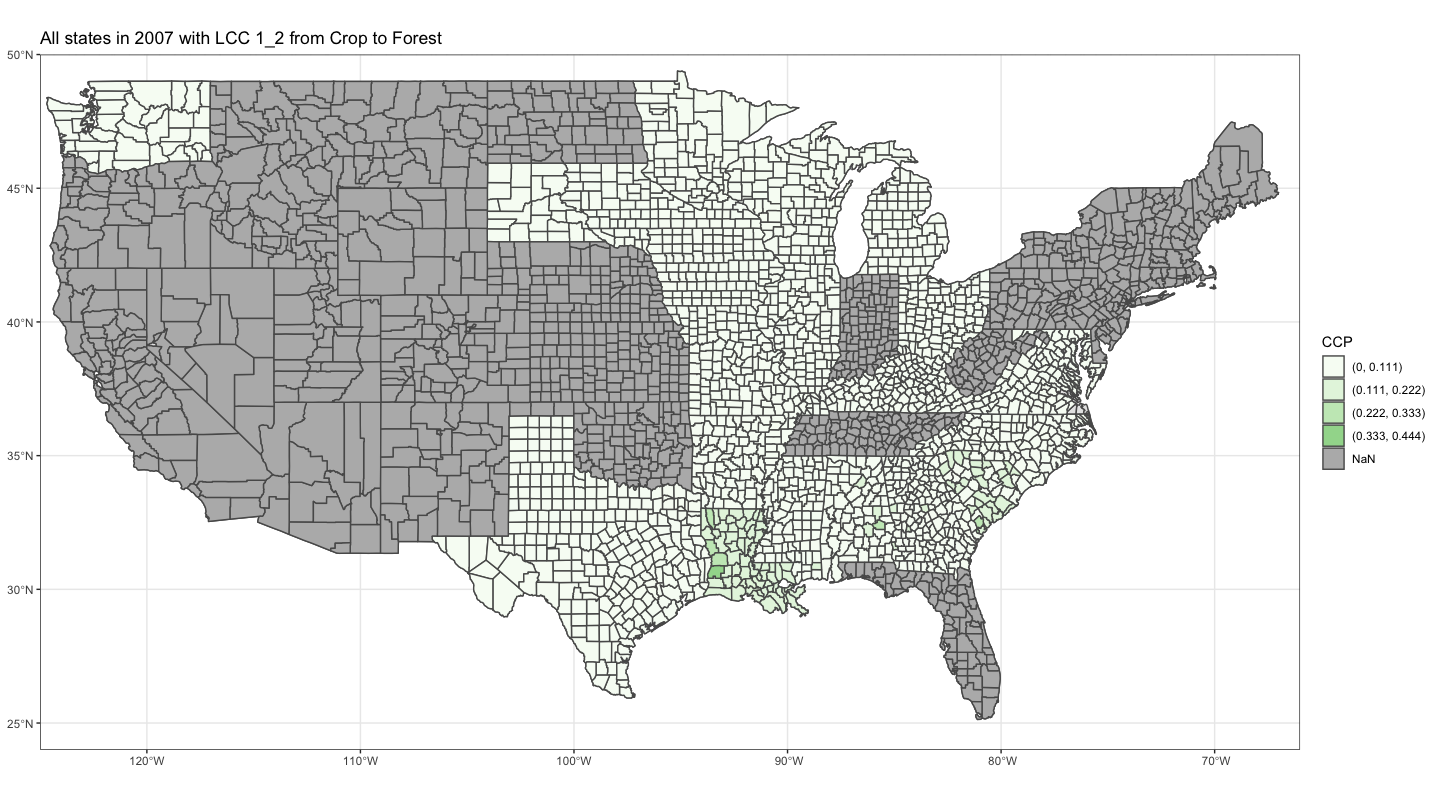 All states in 2007 with LCC 1_2 from Crop to Forest
50°N
45°N
40°N
35°N
30°N
25°N
120°W
110°W
100°W
90°W
80°W
70°W
CCP
(0, 0.111)
(0.111, 0.222)
(0.222, 0.333)
(0.333, 0.444)
NaN